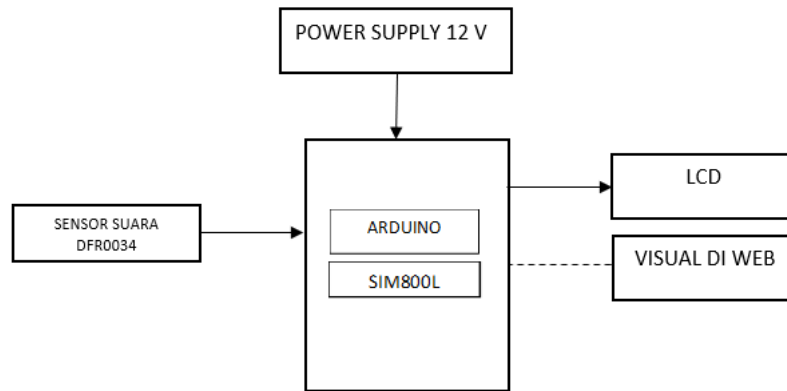 POWER SUPPLY 12 V
LCD
SENSOR SUARA
DFR0034
ARDUINO
SIM800L
VISUAL DI WEB